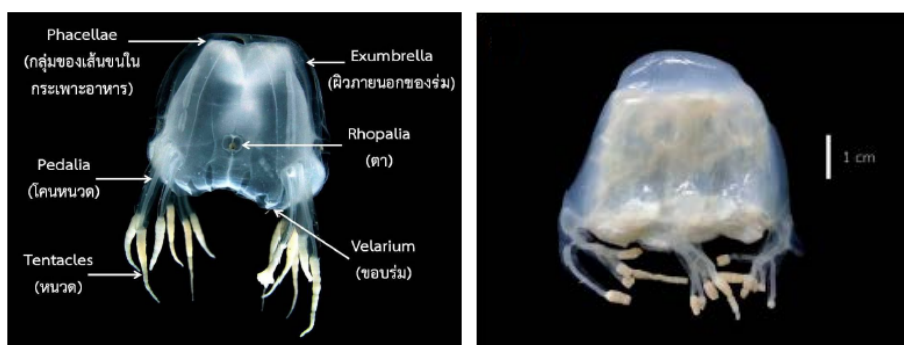 Phacellae
(กลุ่มของเส้นขนใน
กระเพาะอาหาร)
Exumbrella
(ผิวภายนอกของร่ม)
Rhopalia
(ตา)
Pedalia
(โคนหนวด)
Velarium
(ขอบร่ม)
Tentacles
(หนวด)
1 cm